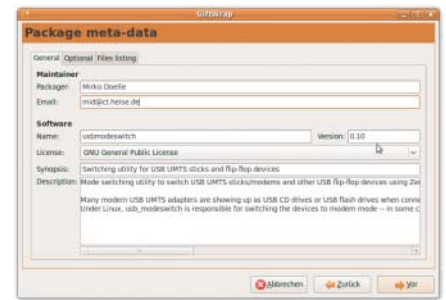 GiftWrap
Package meta-data
General Optional Files listing
Maintainer
Packager: Mirko Doelle
Email: mid@ct.heise.de
Software
Name: usbmodeswitch Version: 0.10
License: GNU General Public License
Synopsis: Switching utility for USB UMTS sticks and flip-flop devices
Description: Mode switching utility to switch USB UMTS sticks/modems and other USB flip-flop devices using
Many modern USB UMTS adapters are showing up as USB CD drives or USB flash drives when
Under Linux, usb_modeswitch is responsible for switching the devices to modem mode -- in some
Abbrechen Zurück Vor